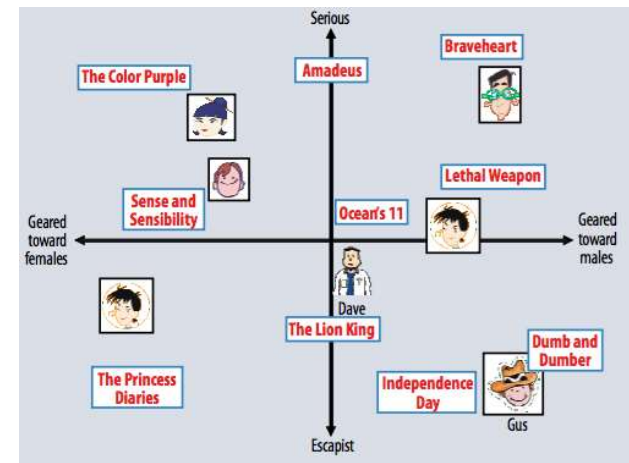 Serious
Braveheart
The Color Purple
Amadeus
Lethal Weapon
Sense and
Sensibility
Ocean's 11
Geared
toward
females
Geared
toward
males
Dave
The Lion King
Dumb and
Dumber
The Princess
Diaries
Independence
Day
Gus
Escapist